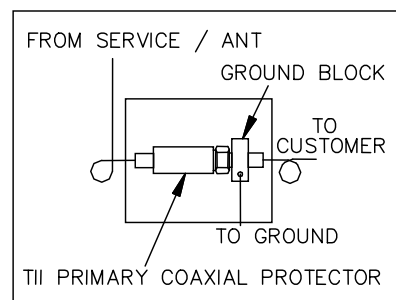 FROM SERVICE / ANT
GROUND BLOCK
TO
CUSTOMER
TO GROUND
TII PRIMARY COAXIAL PROTECTOR